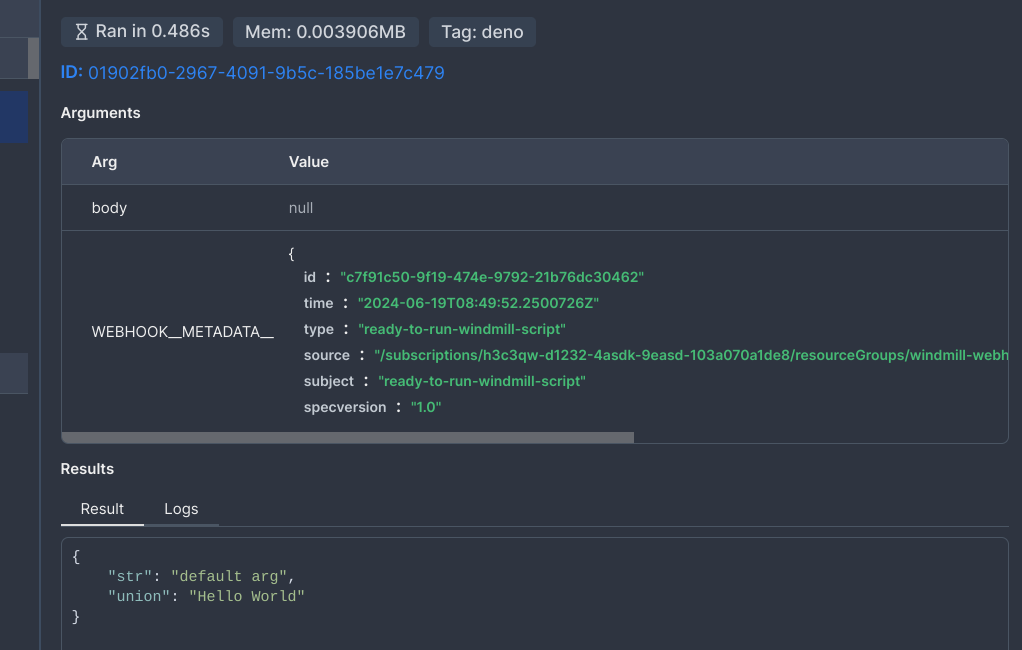 Ran in 0.486s Mem: 0.003906MB Tag: deno
ID: 01902fb0-2967-4091-9b5c-185be1e7c479
Arguments
Arg Value
body null
{
id : "c7f91c50-9f19-474e-9792-21b76dc30462"
time : "2024-06-19T08:49:52.2500726Z"
type : "ready-to-run-windmill-script"
WEBHOOK__METADATA__
source : "/subscriptions/h3c3qw-d1232-4asdk-9easd-103a070a1de8/resourceGroups/windmill-webh
subject : "ready-to-run-windmill-script"
specversion : "1.0"
Results
Result Logs
{
"str": "default arg",
"union": "Hello World"
}